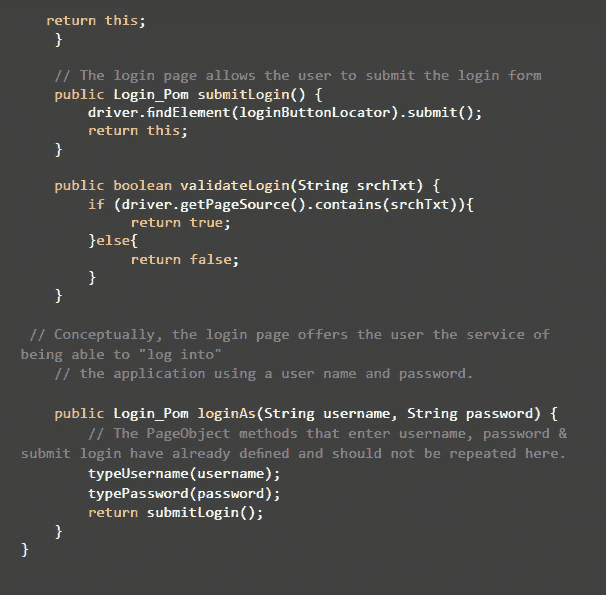 return this;
}
// The login page allows the user to submit the login form
public Login_Pom submitLogin() {
driver.findElement(loginButtonLocator).submit();
return this;
}
public boolean validateLogin(String srchTxt) {
if (driver.getPageSource().contains(srchTxt)){
return true;
}else{
return false;
}
}
// Conceptually, the login page offers the user the service of
being able to "log into"
// the application using a user name and password.
public Login_Pom loginAs(String username, String password) {
// The PageObject methods that enter username, password &
submit login have already defined and should not be repeated here.
typeUsername(username);
typePassword(password);
return submitLogin();
}
}